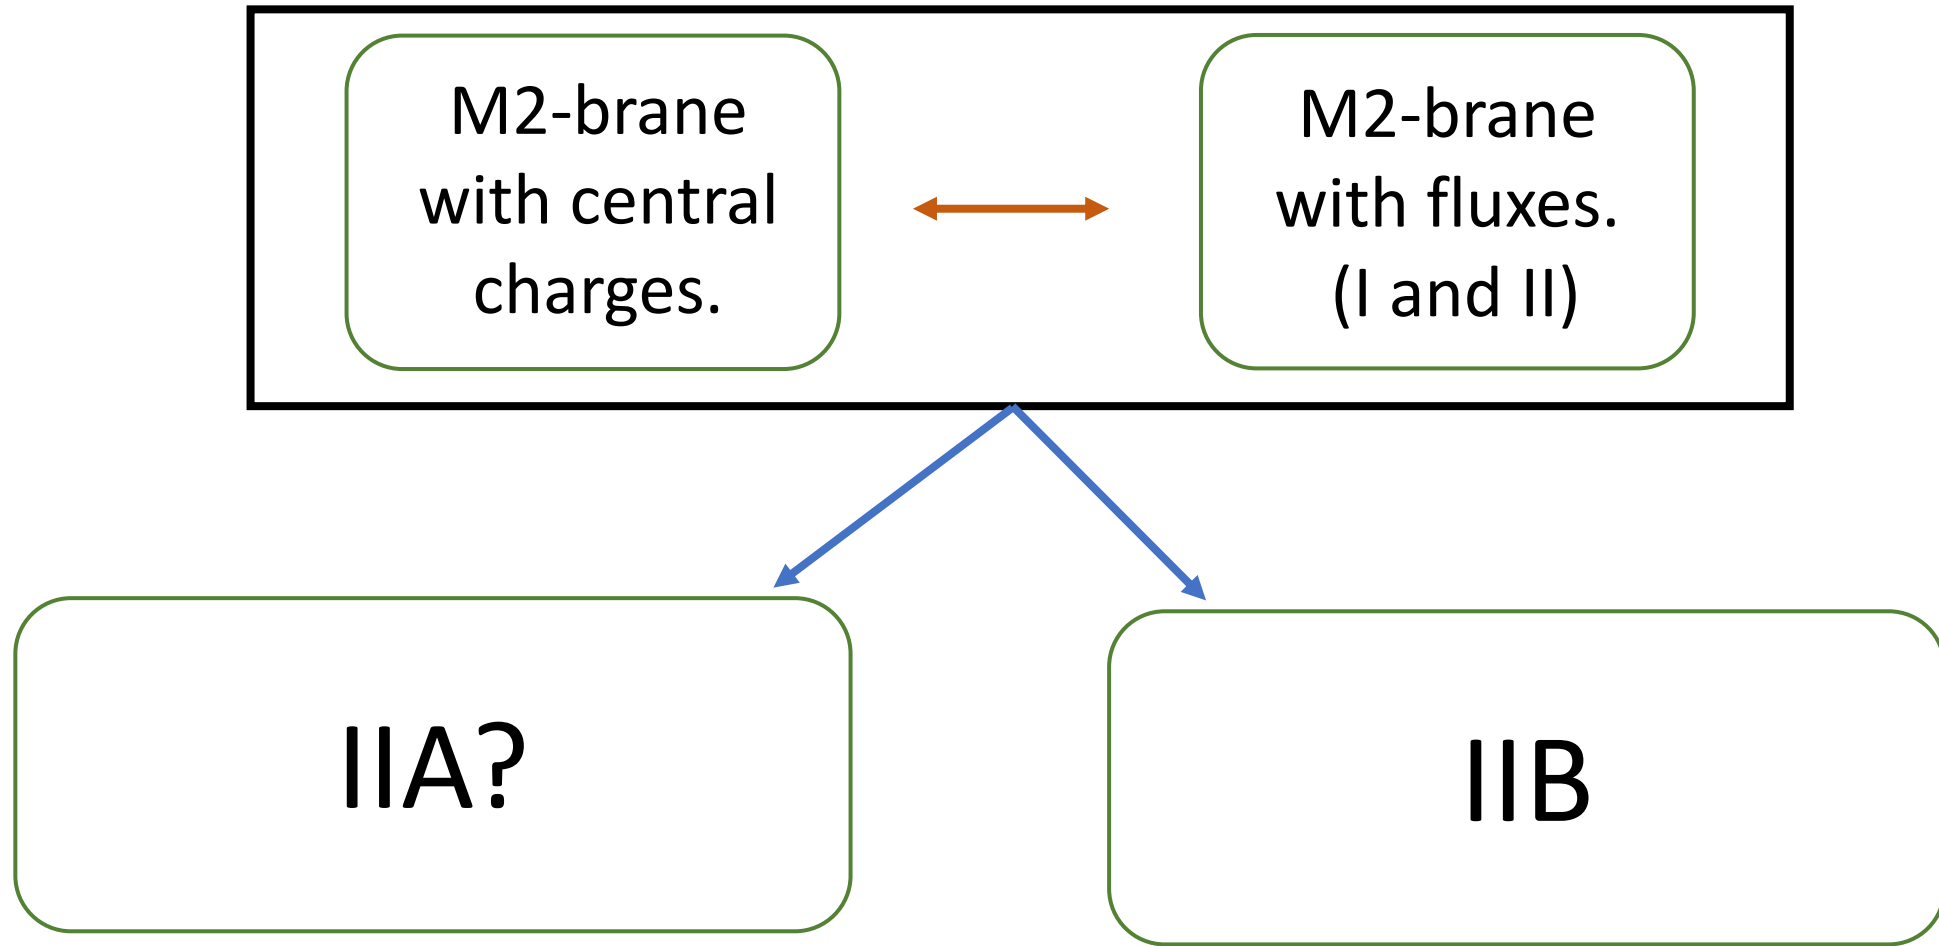 M2-brane
with central
charges.
M2-brane
with fluxes.
(I and II)
IIA?
IIB